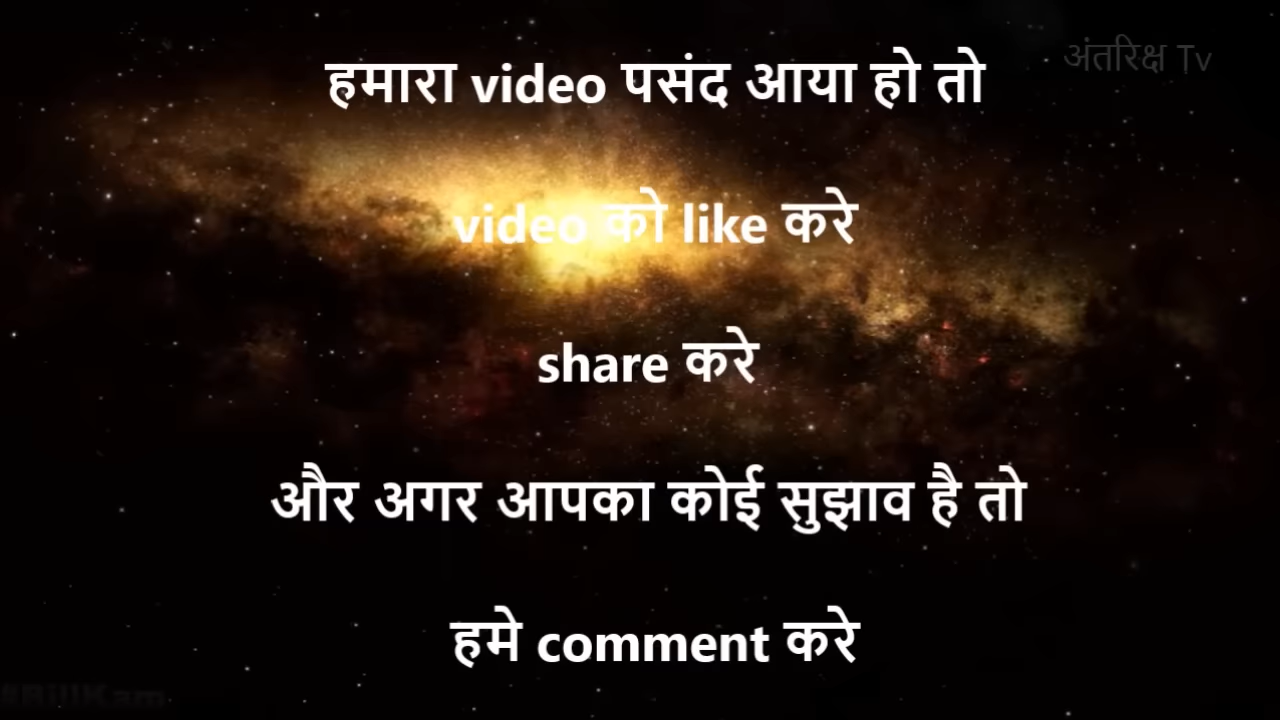 अंतरिक्ष Tv
हमारा video पसंद आया हो तो
video को like करे
share करे
और अगर आपका कोई सुझाव है तो
हमे comment करे